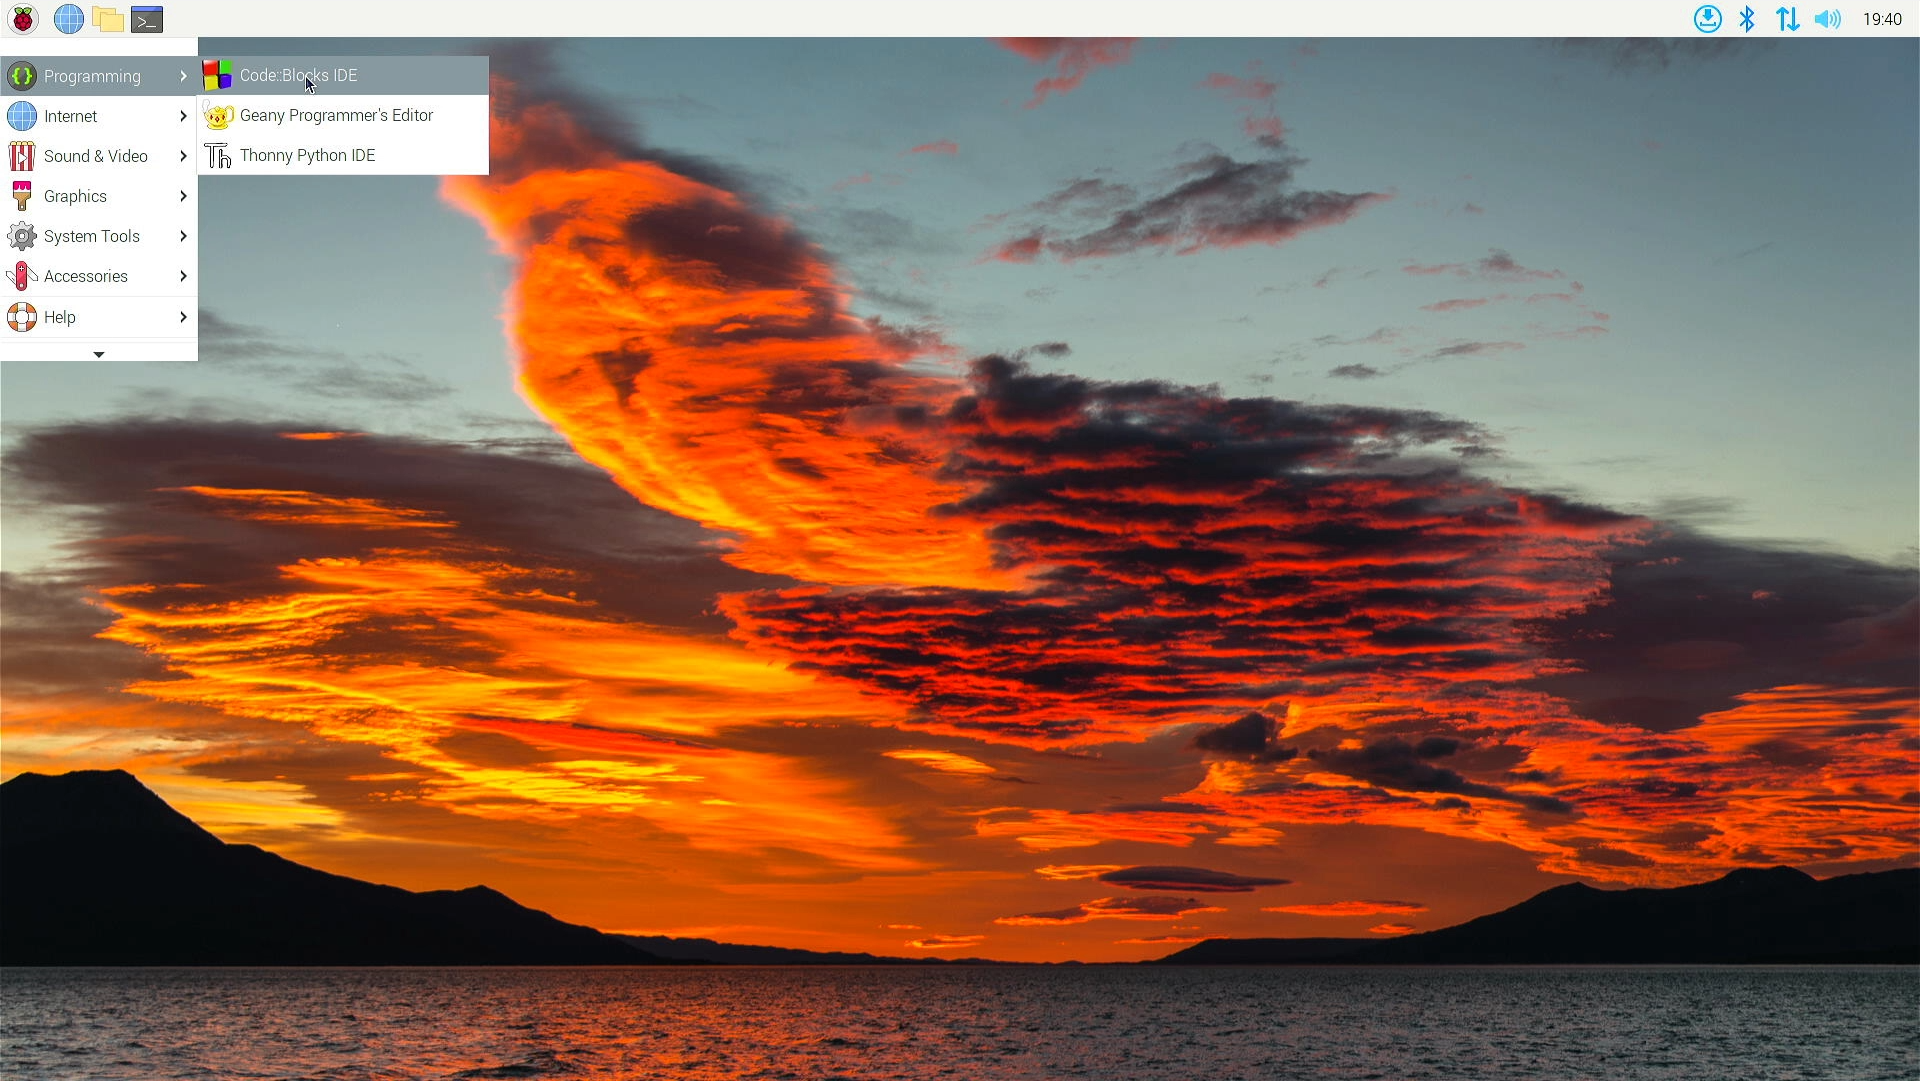 19:40
Programming
Code::Blocks IDE
Internet
Geany Programmer's Editor
Sound & Video
Th Thonny Python IDE
Graphics
System Tools
Accessories
Help